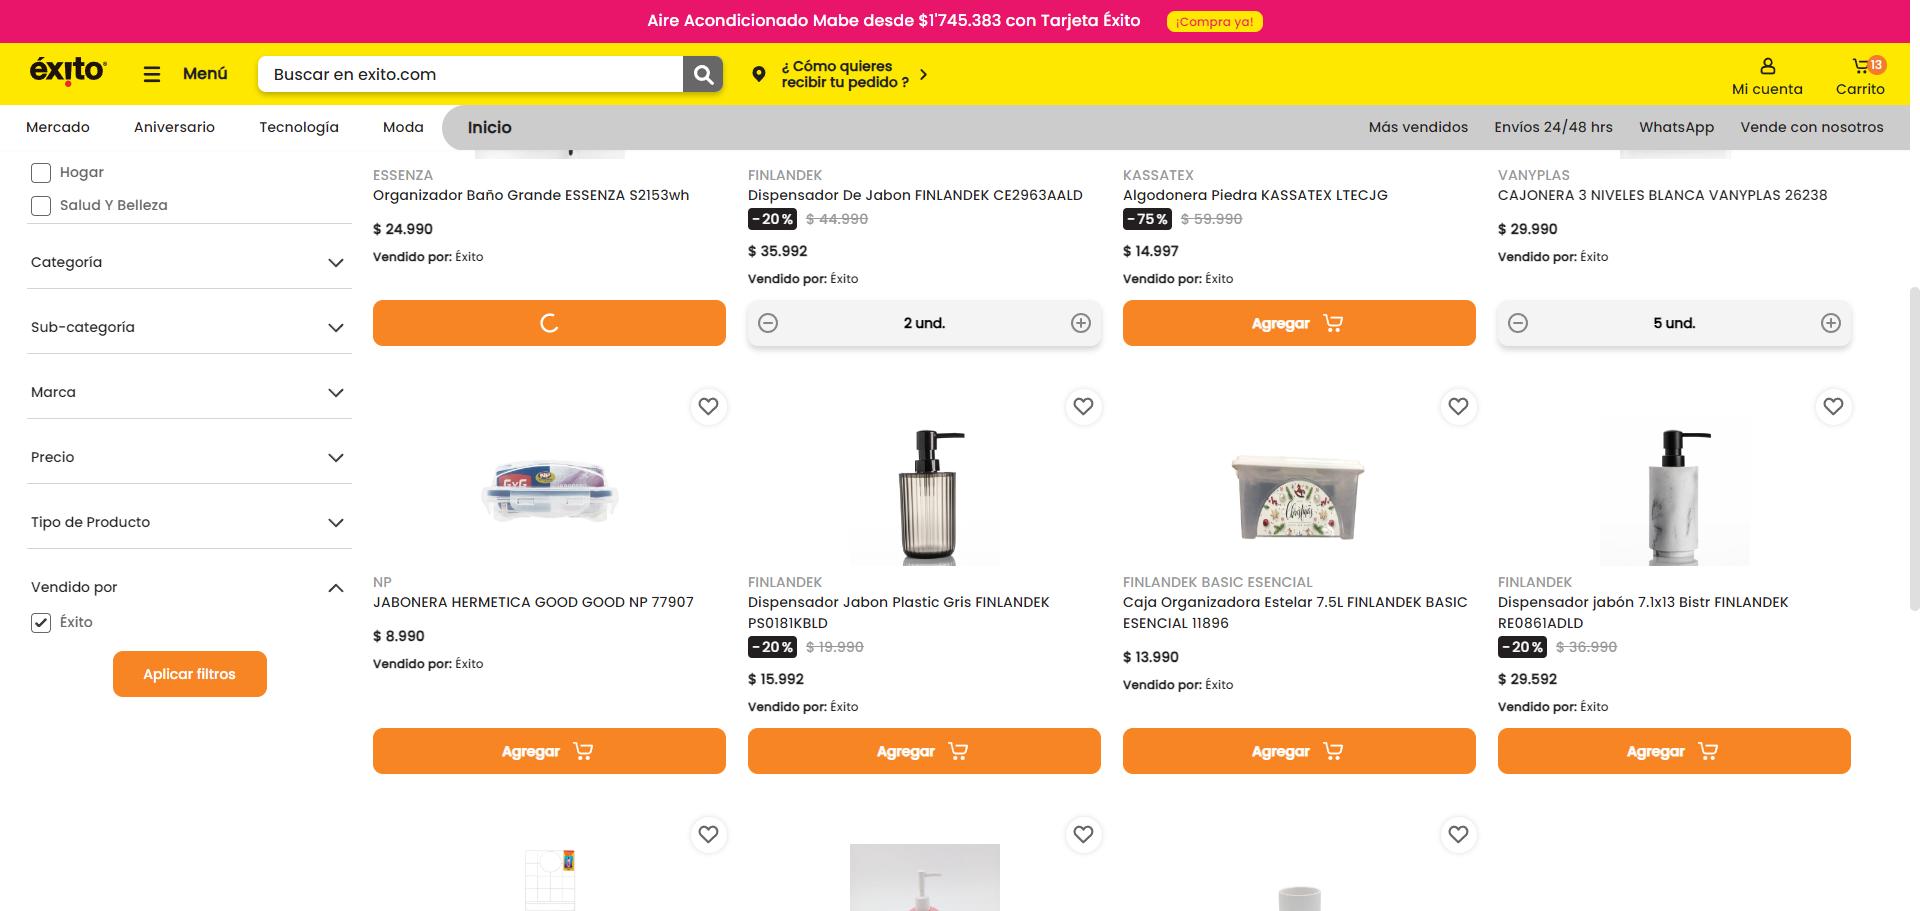 Aire Acondicionado Mabe desde $1'745.383 con Tarjeta Éxito ¡Compra ya!
éxito Menú Buscar en exito.com ¿ Cómo quieres recibir tu pedido ? Mi cuenta 13 Carrito
Mercado Aniversario Tecnología Moda Inicio Más vendidos Envíos 24/48 hrs WhatsApp Vende con nosotros
Hogar
Salud Y Belleza
Categoría
Sub-categoría
Marca
Precio
Tipo de Producto
Vendido por
Éxito
Aplicar filtros
ESSENZA
Organizador Baño Grande ESSENZA S2153wh
$ 24.990
Vendido por: Éxito
FINLANDEK
Dispensador De Jabon FINLANDEK CE2963AALD
-20% $ 44.990
$ 35.992
Vendido por: Éxito
2 und.
KASSATEX
Algodonera Piedra KASSATEX LTECJG
-75% $ 59.990
$ 14.997
Vendido por: Éxito
Agregar
VANYPLAS
CAJONERA 3 NIVELES BLANCA VANYPLAS 26238
$ 29.990
Vendido por: Éxito
5 und.
GxG
NP
NP
JABONERA HERMETICA GOOD GOOD NP 77907
$ 8.990
Vendido por: Éxito
Agregar
FINLANDEK
Dispensador Jabon Plastic Gris FINLANDEK
PS0181KBLD
-20% $ 19.990
$ 15.992
Vendido por: Éxito
Agregar
Christmas
FINLANDEK BASIC ESENCIAL
Caja Organizadora Estelar 7.5L FINLANDEK BASIC
ESENCIAL 11896
$ 13.990
Vendido por: Éxito
Agregar
FINLANDEK
Dispensador jabón 7.1x13 Bistr FINLANDEK
RE0861ADLD
-20% $ 36.990
$ 29.592
Vendido por: Éxito
Agregar